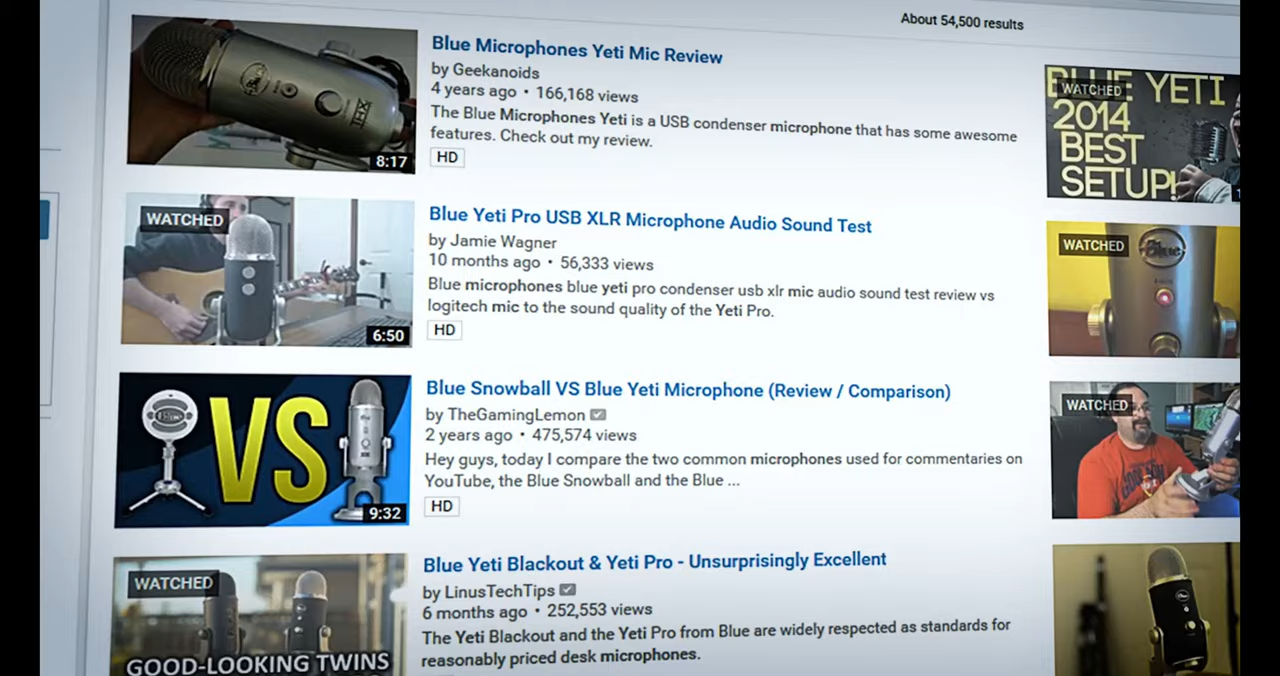 About 54,500 results
Blue Microphones Yeti Mic Review
by Geekanoids
4 years ago • 166,168 views
The Blue Microphones Yeti is a USB condenser microphone that has some awesome
features. Check out my review.
HD
8:17
Blue
THX
WATCHED
Blue Yeti Pro USB XLR Microphone Audio Sound Test
by Jamie Wagner
10 months ago • 56,333 views
Blue microphones blue yeti pro condenser usb xlr mic audio sound test review vs
logitech mic to the sound quality of the Yeti Pro.
HD
6:50
Blue
VS
9:32
Blue Snowball VS Blue Yeti Microphone (Review / Comparison)
by TheGamingLemon
2 years ago • 475,574 views
Hey guys, today I compare the two common microphones used for commentaries on
YouTube, the Blue Snowball and the Blue ...
HD
WATCHED
GOOD-LOOKING TWINS
Blue Yeti Blackout & Yeti Pro - Unsurprisingly Excellent
by LinusTechTips
6 months ago • 252,553 views
The Yeti Blackout and the Yeti Pro from Blue are widely respected as standards for
reasonably priced desk microphones.
BLUE YETI
WATCHED
2014
BEST
SETUP!
WATCHED
Blue
WATCHED